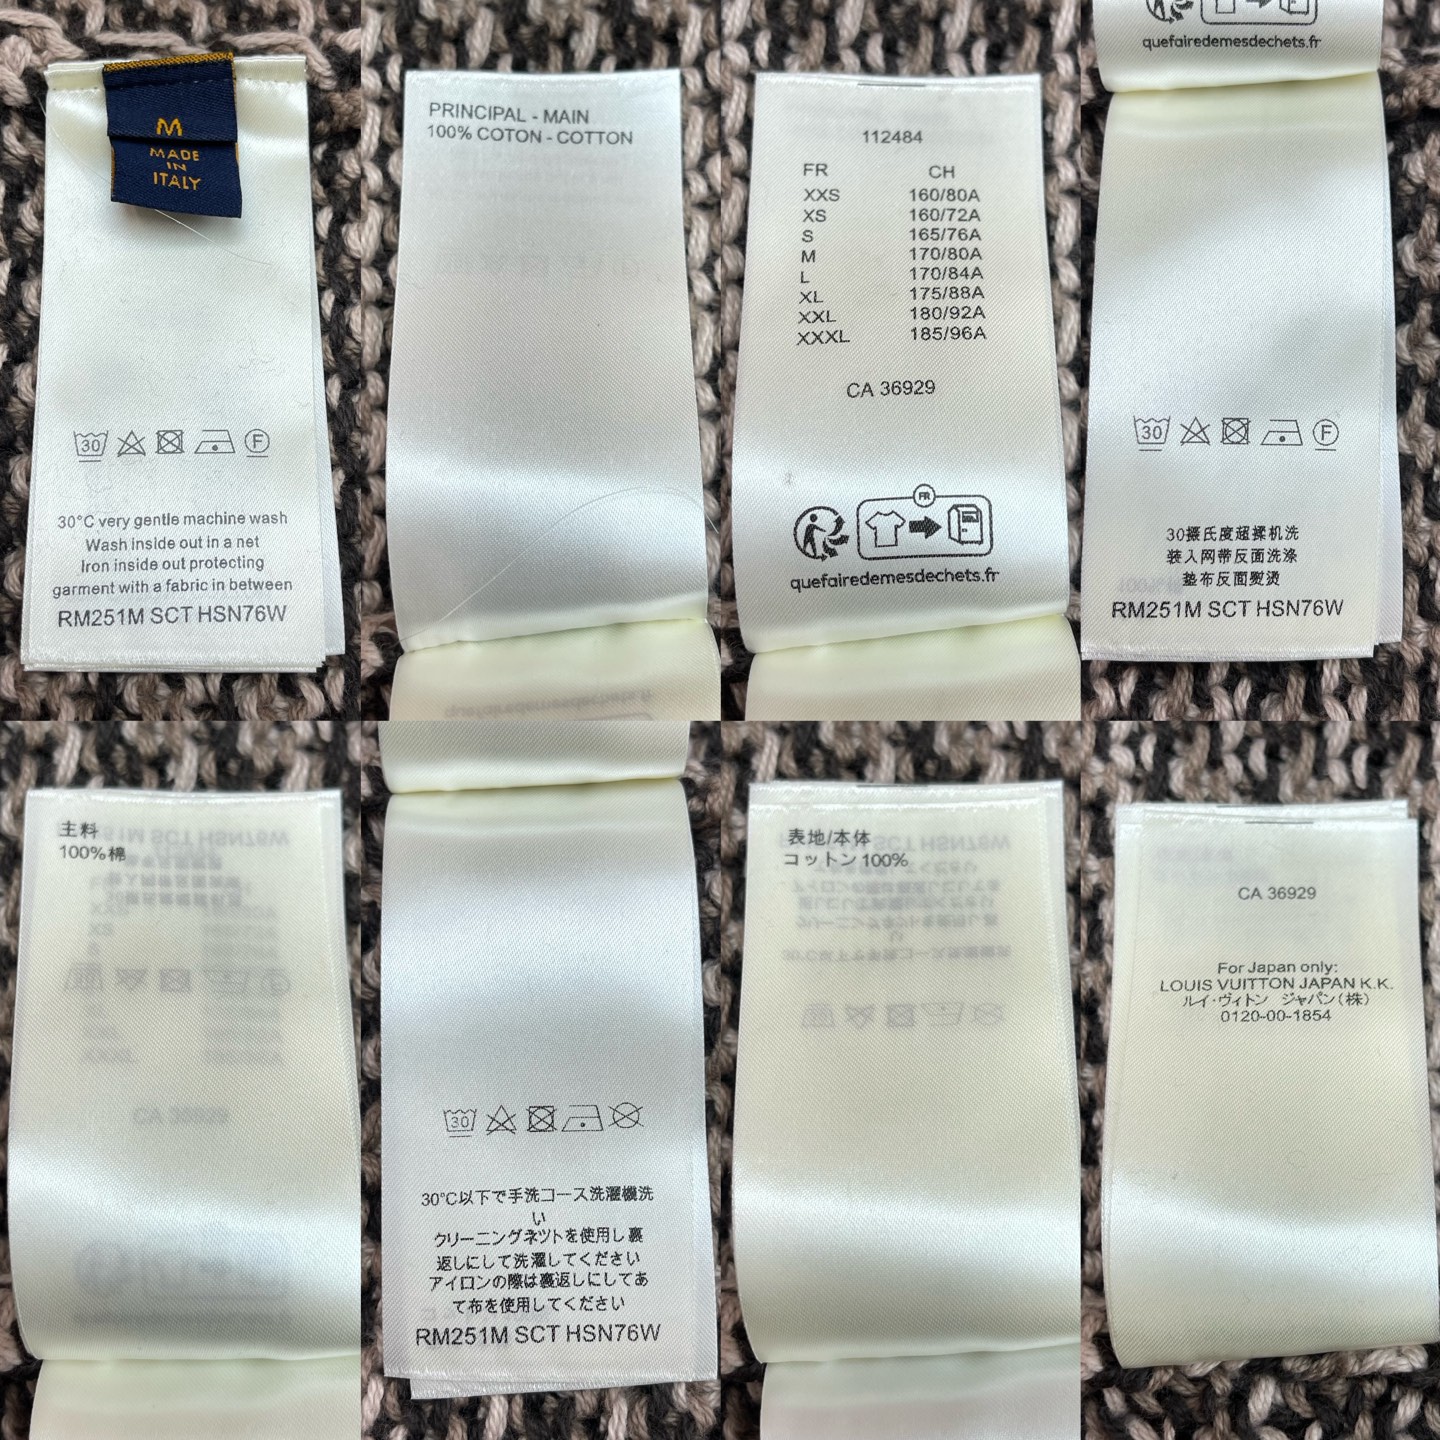 M
MADE
IN
ITALY
30
F
30°C very gentle machine wash
Wash inside out in a net
Iron inside out protecting
garment with a fabric in between
RM251M SCT HSN76W
PRINCIPAL - MAIN
100% COTON - COTTON
quefairedemesdechets.fr
112484
FR CH
XXS 160/80A
XS 160/72A
S 165/76A
M 170/80A
L 170/84A
XL 175/88A
XXL 180/92A
XXXL 185/96A
CA 36929
FR
quefairedemesdechets.fr
quefairedemesdechets.fr
30
F
30摄氏度超揉机洗
装入网带反面洗涤
垫布反面熨烫
RM251M SCT HSN76W
主料
100%棉
30
30°C以下で手洗コース洗濯機洗
い
クリーニングネツトを使用し裏
返しにして洗濯してください
アイロンの際は裏返しにしてあ
て布を使用してください
RM251M SCT HSN76W
表地/本体
コットン100%
CA 36929
For Japan only:
LOUIS VUITTON JAPAN K.K.
ルイ･ヴィトン ジャパン(株)
0120-00-1854